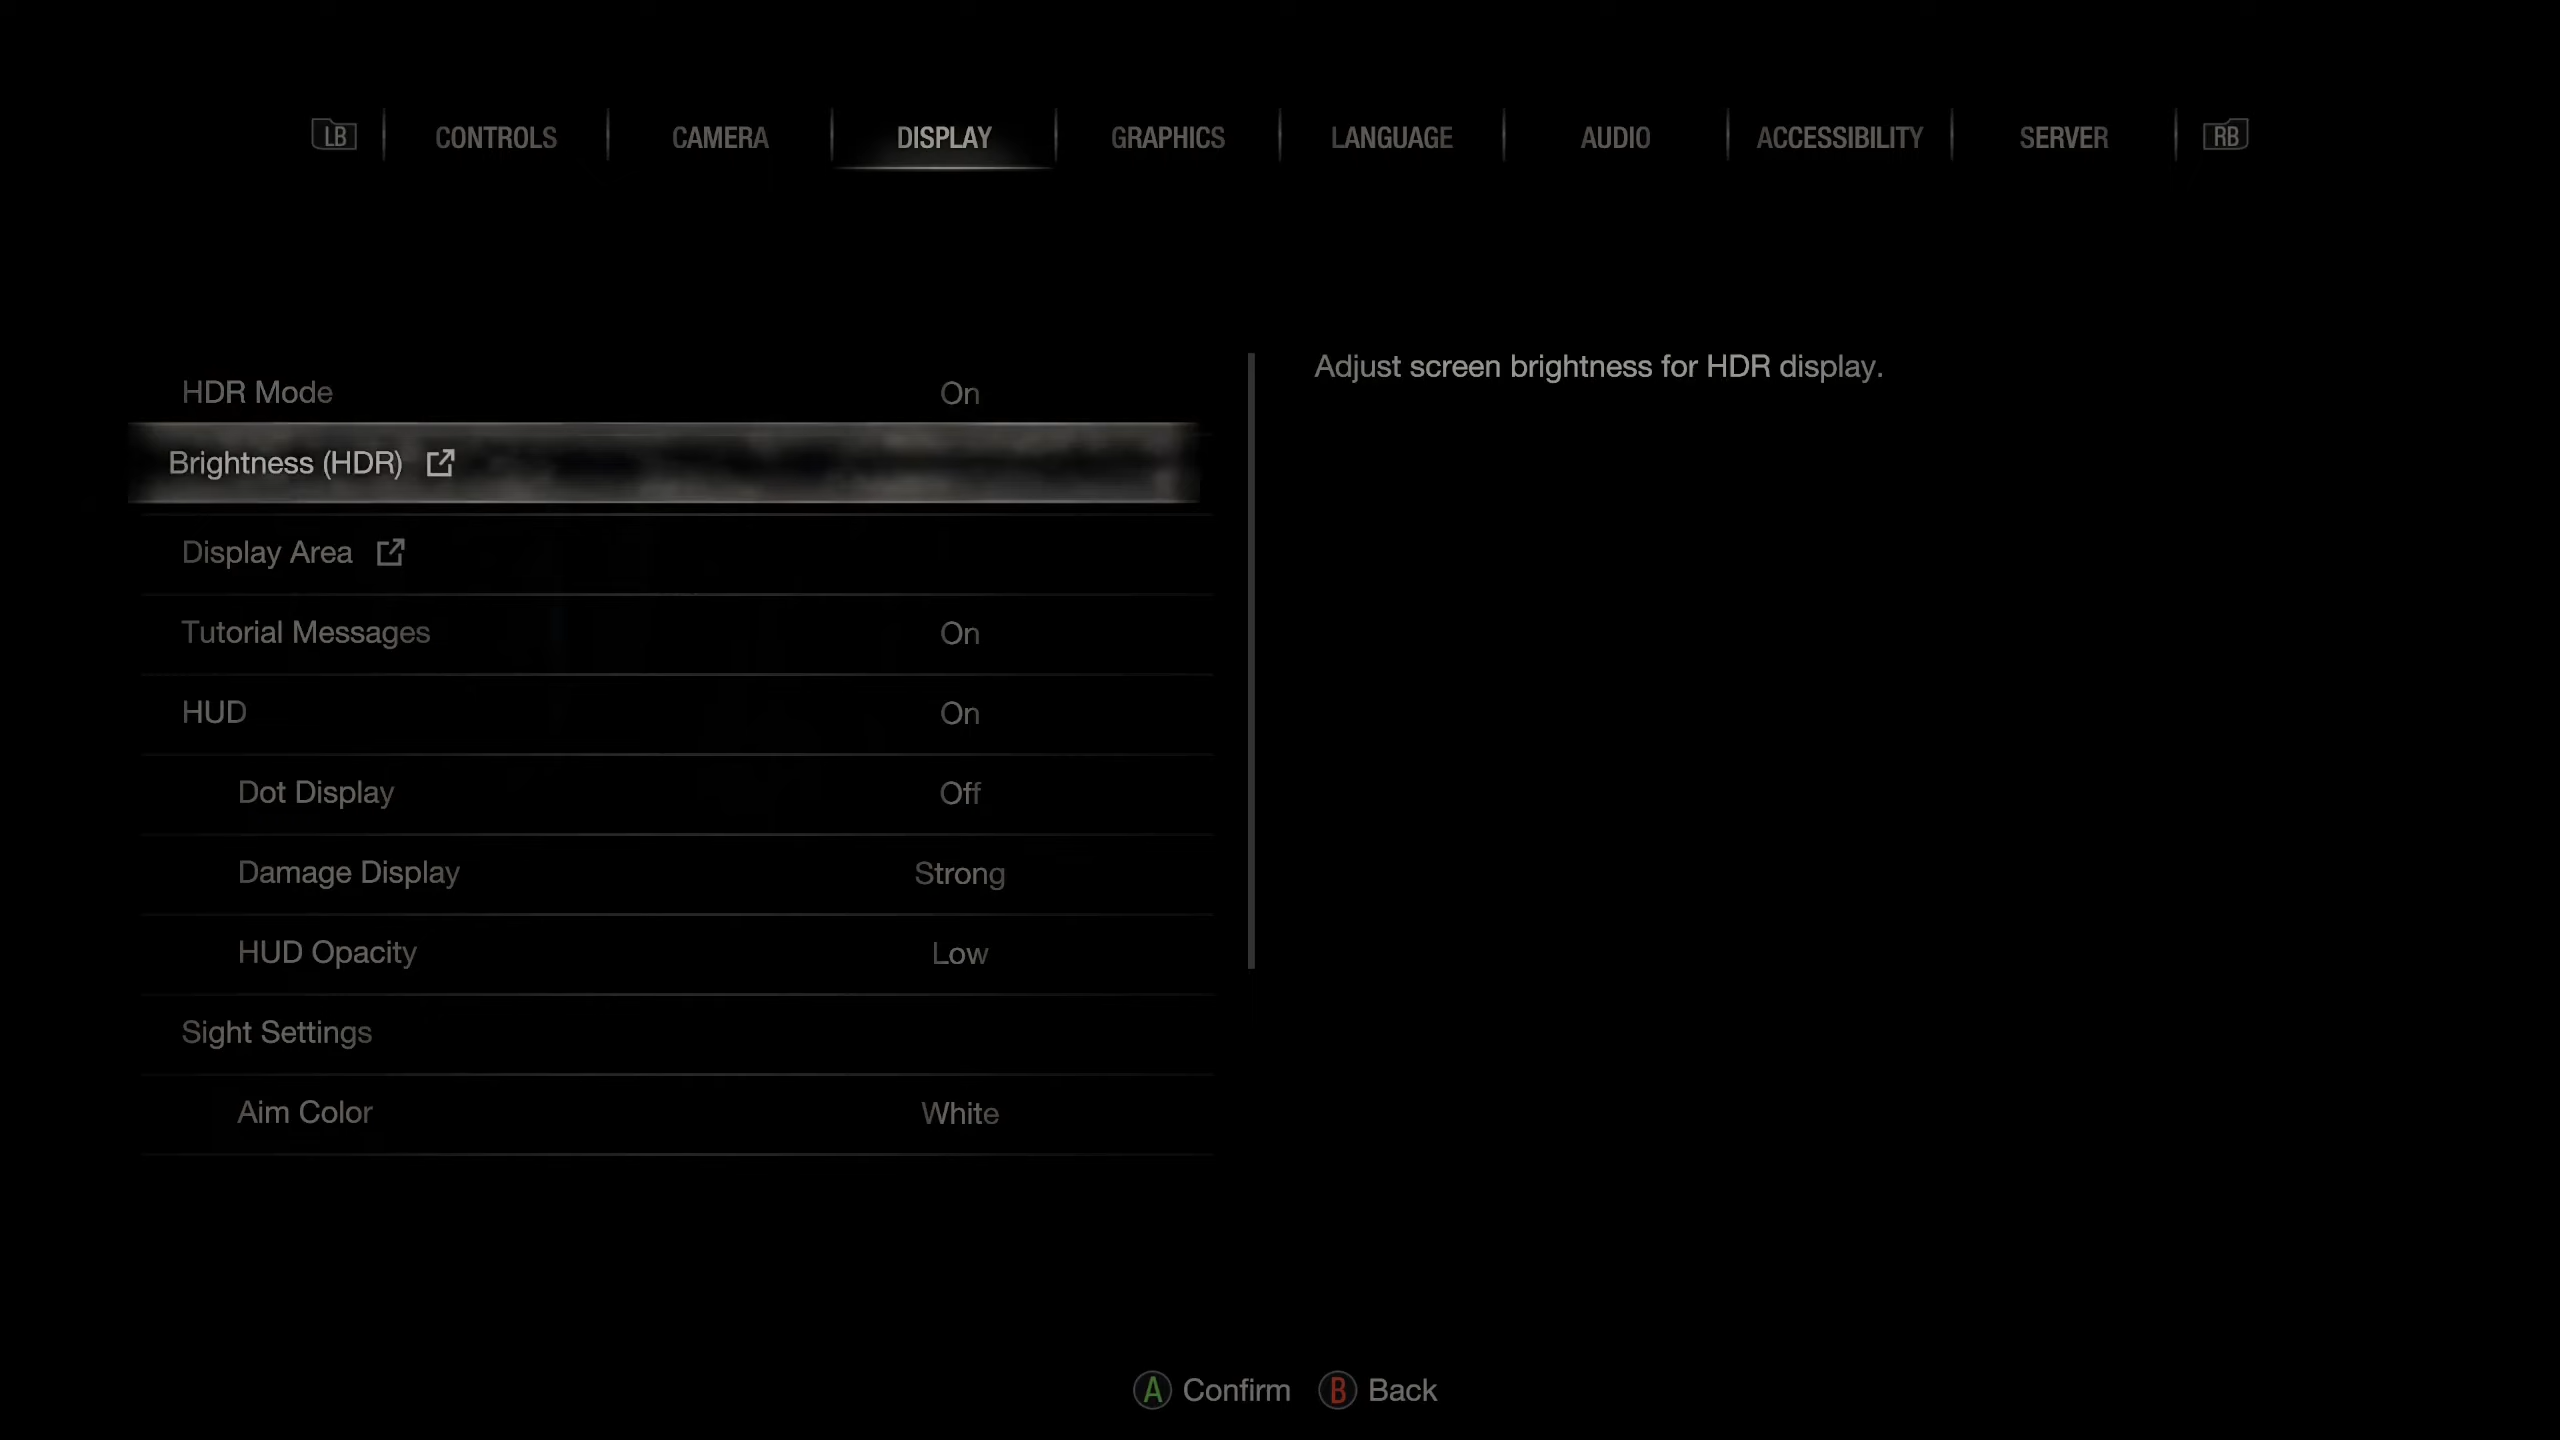 LB CONTROLS CAMERA DISPLAY GRAPHICS LANGUAGE AUDIO ACCESSIBILITY SERVER RB
HDR Mode On
Adjust screen brightness for HDR display.
Brightness (HDR)
Display Area
Tutorial Messages On
HUD On
Dot Display Off
Damage Display Strong
HUD Opacity Low
Sight Settings
Aim Color White
A Confirm B Back